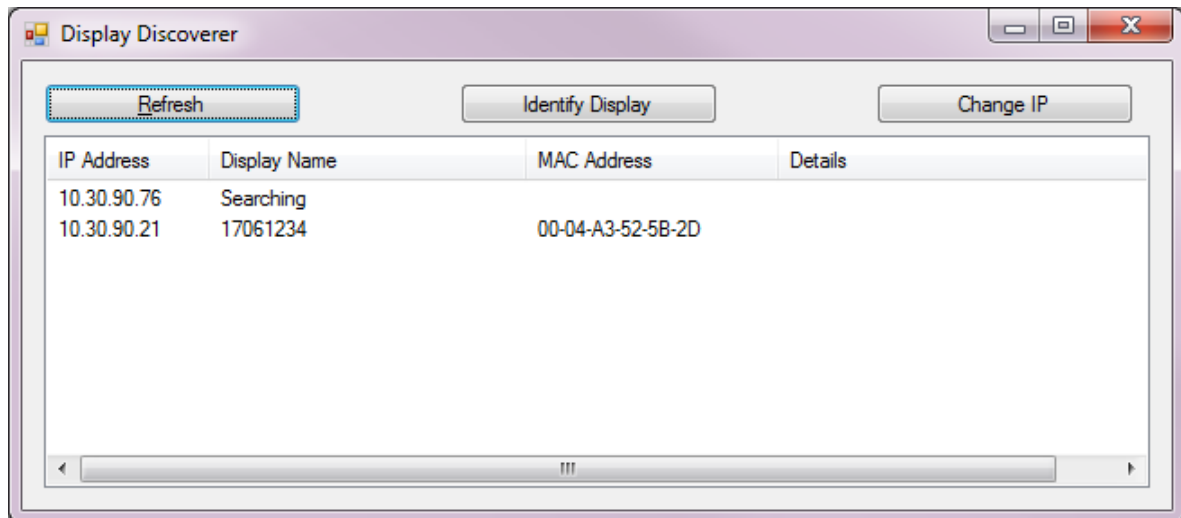 Display Discoverer
Refresh Identify Display Change IP
IP Address Display Name MAC Address Details
10.30.90.76 Searching
10.30.90.21 17061234 00-04-A3-52-5B-2D